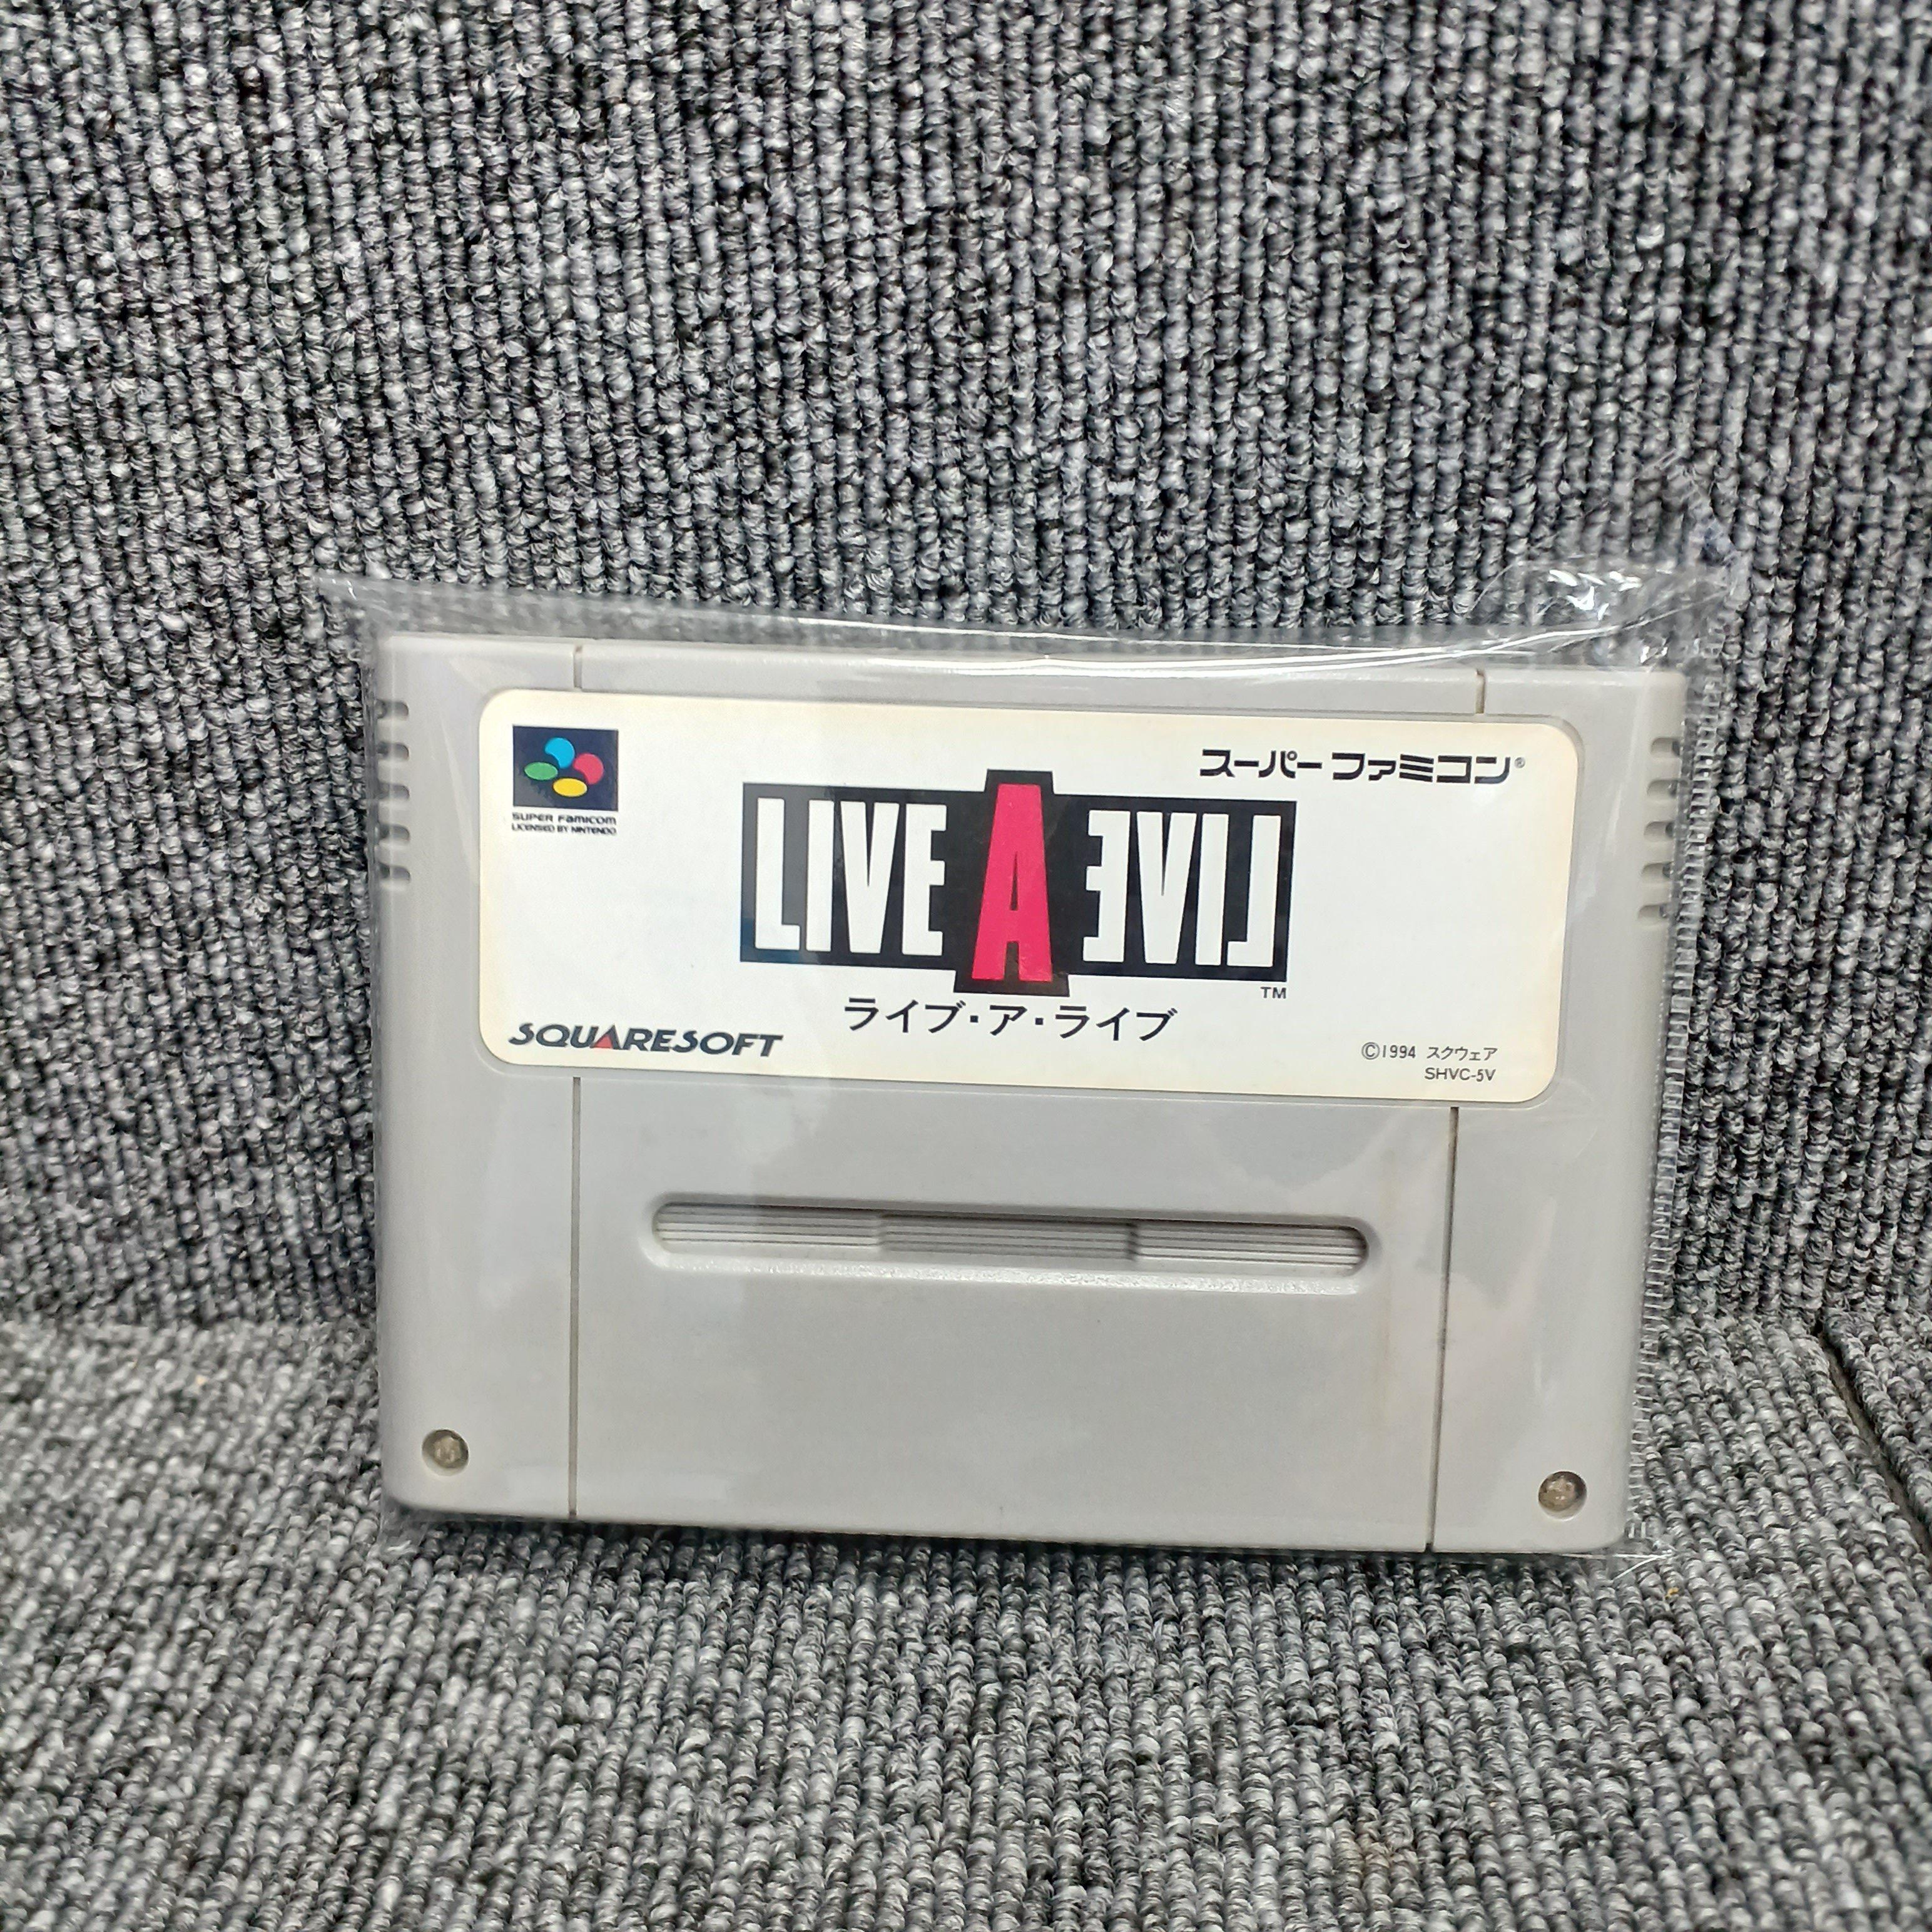 スーパーファミコン®
SUPER FAMICOM
LICENSED BY NINTENDO
LIVE A EVIL
TM
ライブ・ア・ライブ
SQUARESOFT
©1994 スクウェア
SHVC-5V